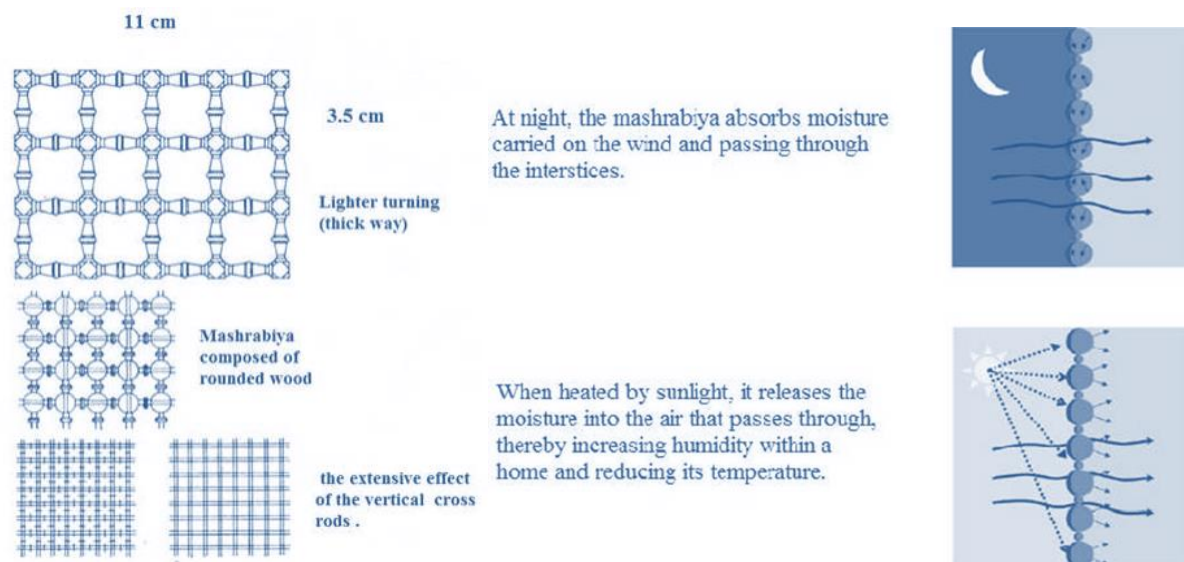 11 cm
3.5 cm
Lighter turning
(thick way)
Mashrabiya
composed of
rounded wood
the extensive effect
of the vertical cross
rods .
At night, the mashrabiya absorbs moisture
carried on the wind and passing through
the interstices.
When heated by sunlight, it releases the
moisture into the air that passes through,
thereby increasing humidity within a
home and reducing its temperature.